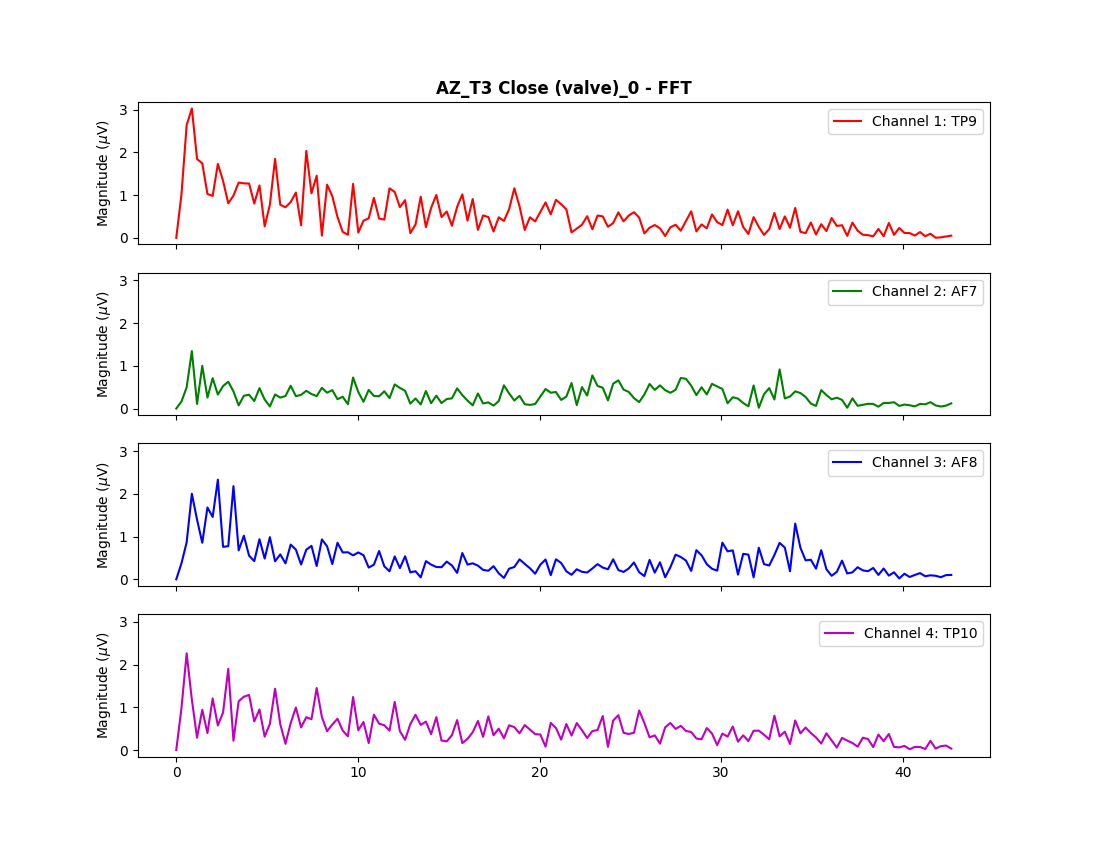 AZ_T3 Close (valve)_0 - FFT
3
2
1
0
Magnitude (μV)
Channel 1: TP9
3
2
1
0
Magnitude (μV)
Channel 2: AF7
3
2
1
0
Magnitude (μV)
Channel 3: AF8
3
2
1
0
Magnitude (μV)
Channel 4: TP10
0 10 20 30 40